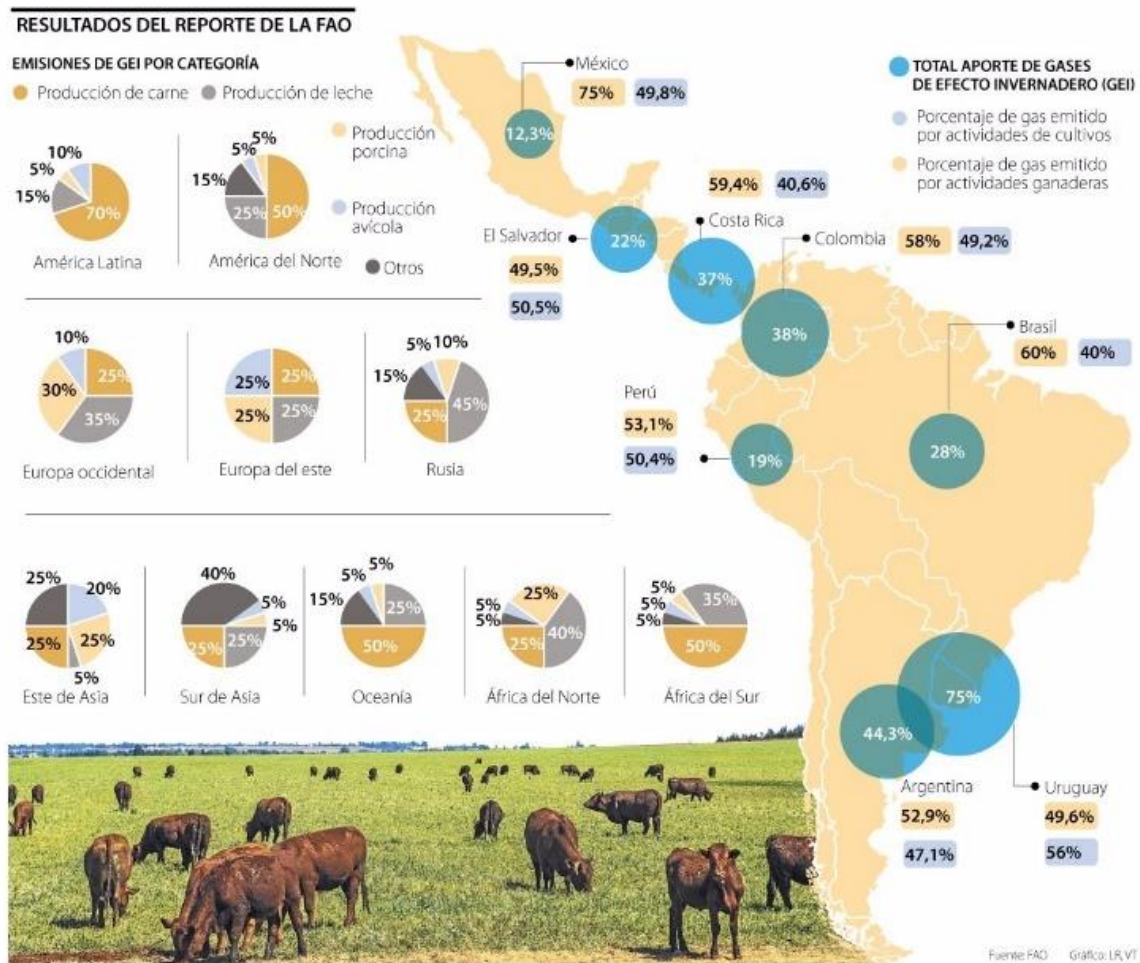 RESULTADOS DEL REPORTE DE LA FAO
EMISIONES DE GEI POR CATEGORÍA
Producción de carne
Producción de leche
Producción
porcina
Producción
avícola
Otros
10%
5%
15%
70%
América Latina
5%
5%
15%
25%
50%
América del Norte
10%
30%
25%
35%
Europa occidental
25%
25%
25%
25%
Europa del este
5%
10%
15%
25%
45%
Rusia
25%
20%
25%
25%
5%
Este de Asia
40%
5%
5%
25%
25%
Sur de Asia
5%
5%
15%
25%
50%
Oceanía
25%
5%
5%
25%
40%
África del Norte
5%
5%
5%
35%
50%
África del Sur
TOTAL APORTE DE GASES
DE EFECTO INVERNADERO (GEI)
Porcentaje de gas emitido
por actividades de cultivos
Porcentaje de gas emitido
por actividades ganaderas
México
75% 49,8%
12,3%
El Salvador
49,5%
50,5%
22%
59,4% 40,6%
Costa Rica
37%
Colombia 58% 49,2%
38%
Brasil
60% 40%
28%
Perú
53,1%
50,4%
19%
44,3%
Argentina
52,9%
47,1%
75%
Uruguay
49,6%
56%
Fuente: FAO Gráfico: LR, VT